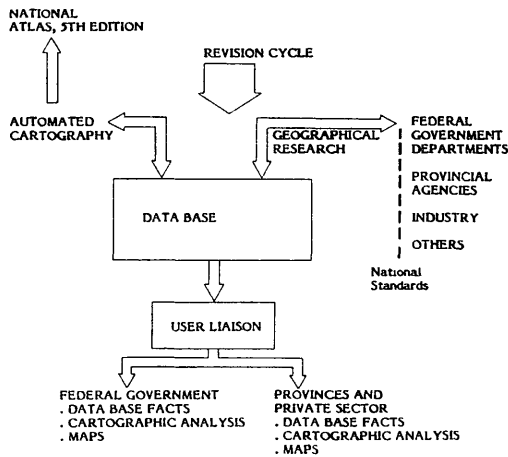 NATIONAL
ATLAS, 5TH EDITION
REVISION CYCLE
AUTOMATED
CARTOGRAPHY
GEOGRAPHICAL
RESEARCH
FEDERAL
GOVERNMENT
DEPARTMENTS
PROVINCIAL
AGENCIES
INDUSTRY
OTHERS
National
Standards
DATA BASE
USER LIAISON
FEDERAL GOVERNMENT
. DATA BASE FACTS
. CARTOGRAPHIC ANALYSIS
. MAPS
PROVINCES AND
PRIVATE SECTOR
. DATA BASE FACTS
. CARTOGRAPHIC ANALYSIS
. MAPS